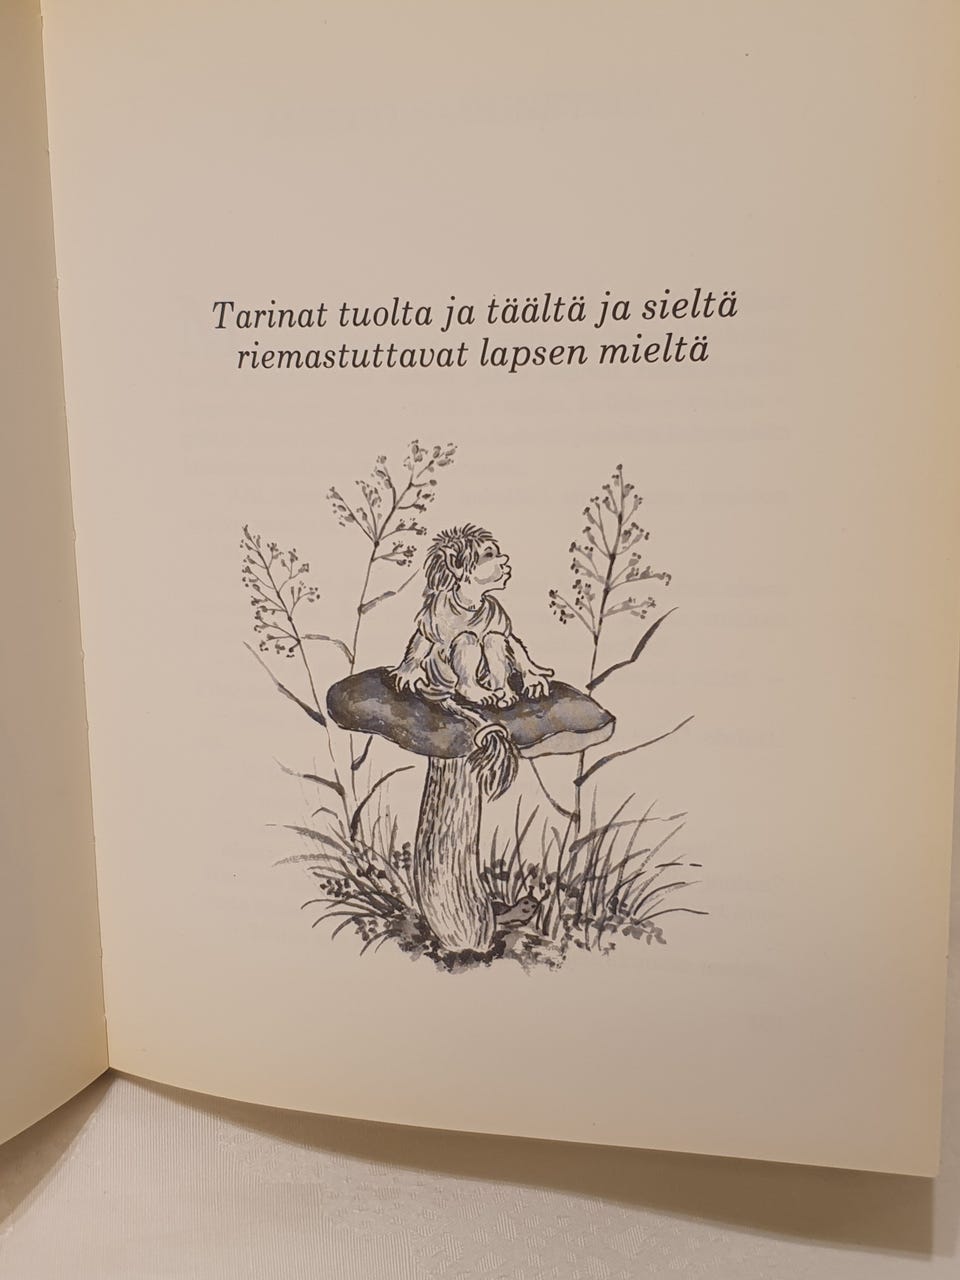 Tarinat tuolta ja täältä ja sieltä
riemastuttavat lapsen mieltä